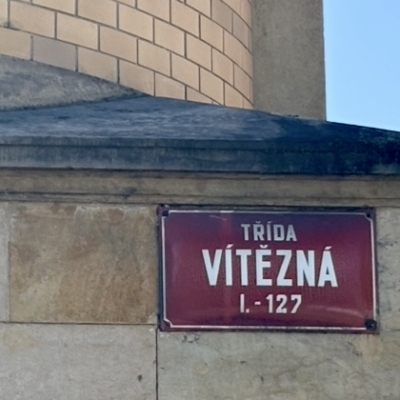 TŘÍDA
VÍTĚZNÁ
I.-127